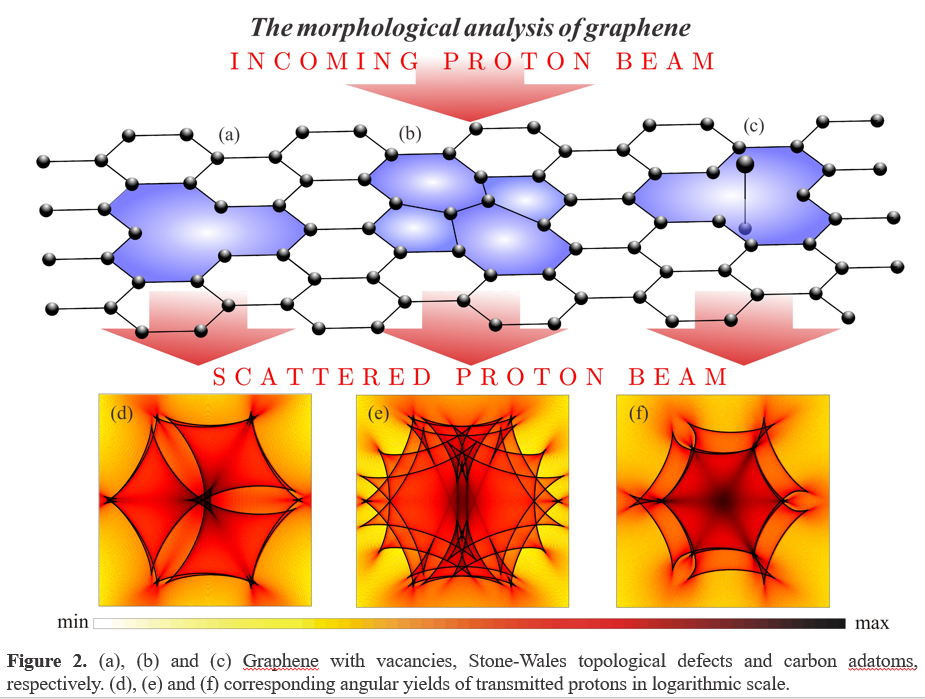 The morphological analysis of graphene
INCOMING PROTON BEAM
(a)
(b)
(c)
SCATTERED PROTON BEAM
(d)
(e)
(f)
min
max
Figure 2. (a), (b) and (c) Graphene with vacancies, Stone-Wales topological defects and carbon adatoms,
respectively. (d), (e) and (f) corresponding angular yields of transmitted protons in logarithmic scale.